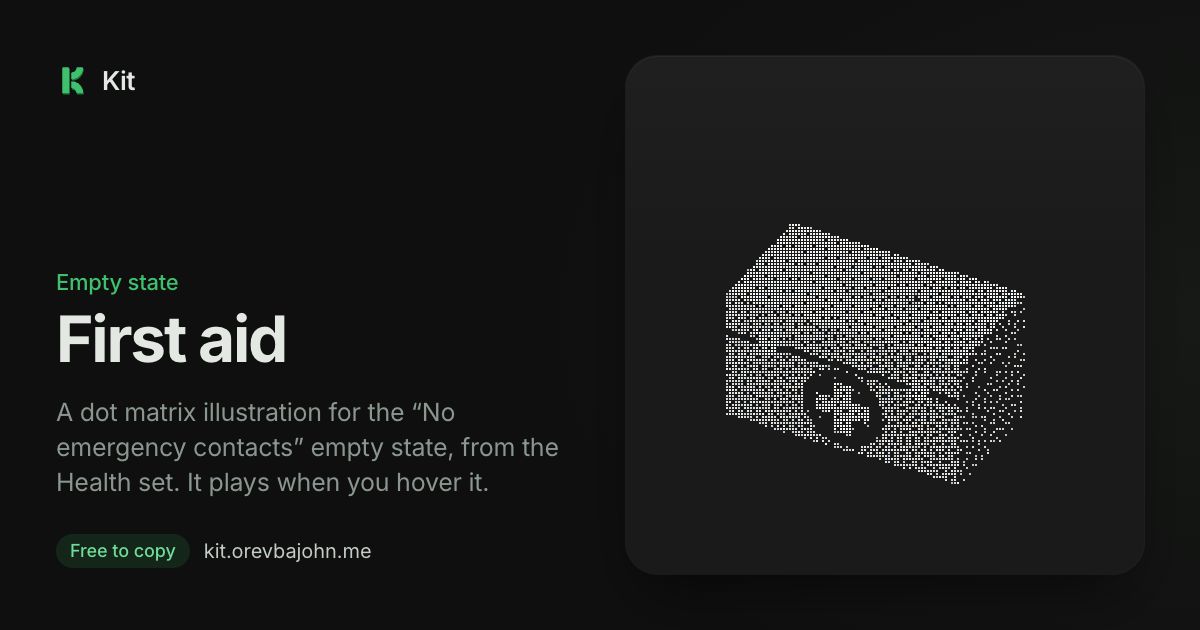 Kit
Empty state
First aid
A dot matrix illustration for the “No
emergency contacts” empty state, from the
Health set. It plays when you hover it.
Free to copy
kit.orevbajohn.me